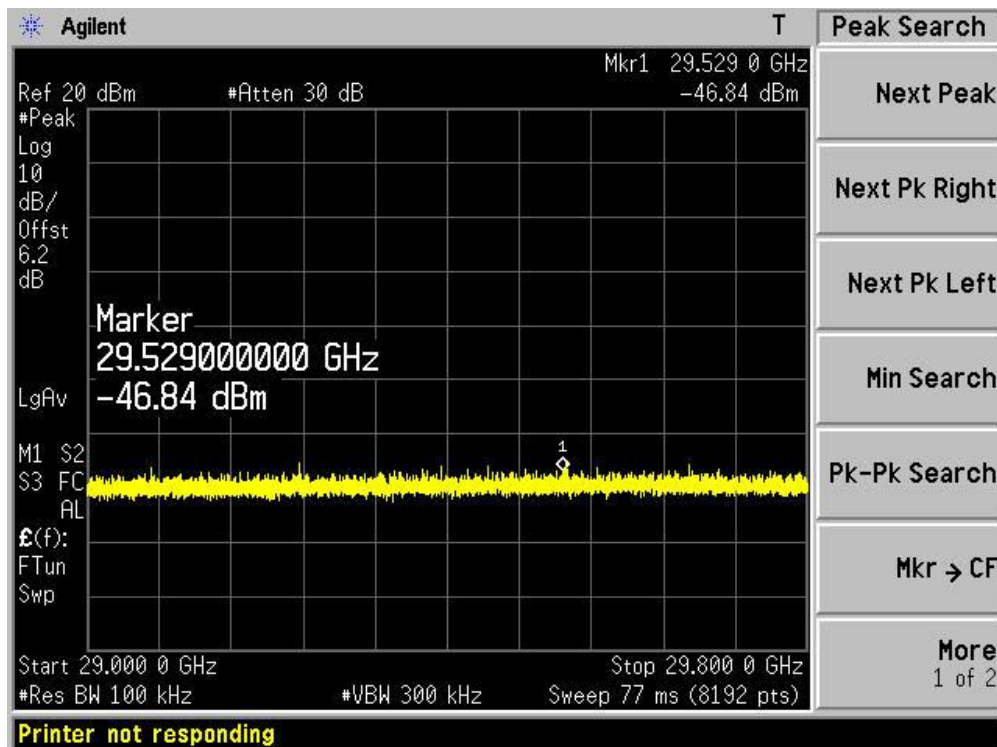 Agilent T
Peak Search
Mkr1 29.529 0 GHz
Ref 20 dBm #Atten 30 dB -46.84 dBm
#Peak
Log
10
dB/
Offst
6.2
dB
Marker
29.529000000 GHz
-46.84 dBm
LgAv
M1 S2
S3 FC
AL
£(f):
FTun
Swp
1
Start 29.000 0 GHz Stop 29.800 0 GHz
#Res BW 100 kHz #VBW 300 kHz Sweep 77 ms (8192 pts)
Printer not responding
Next Peak
Next Pk Right
Next Pk Left
Min Search
Pk-Pk Search
Mkr → CF
More
1 of 2